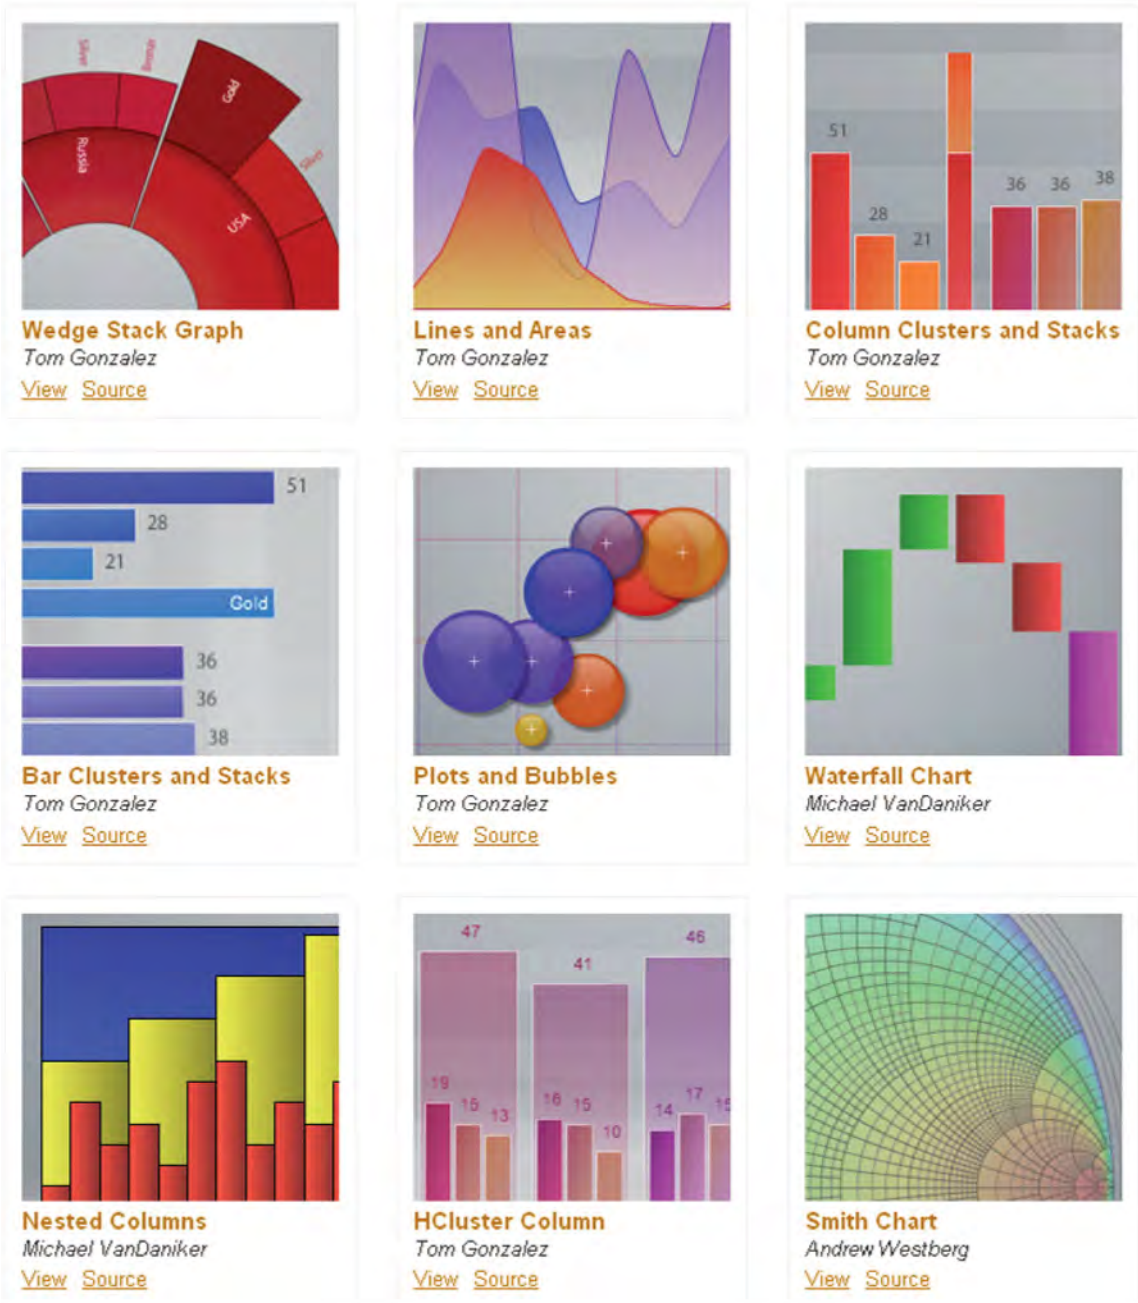 Silver
Bronze
Gold
Silver
Russia
USA
Wedge Stack Graph
Tom Gonzalez
View Source
Lines and Areas
Tom Gonzalez
View Source
51
28
21
36 36 38
Column Clusters and Stacks
Tom Gonzalez
View Source
51
28
21
Gold
36
36
38
Bar Clusters and Stacks
Tom Gonzalez
View Source
Plots and Bubbles
Tom Gonzalez
View Source
Waterfall Chart
Michael VanDaniker
View Source
Nested Columns
Michael VanDaniker
View Source
47 41 46
19 15 13 16 15 10 14 17 15
HCluster Column
Tom Gonzalez
View Source
Smith Chart
Andrew Westberg
View Source